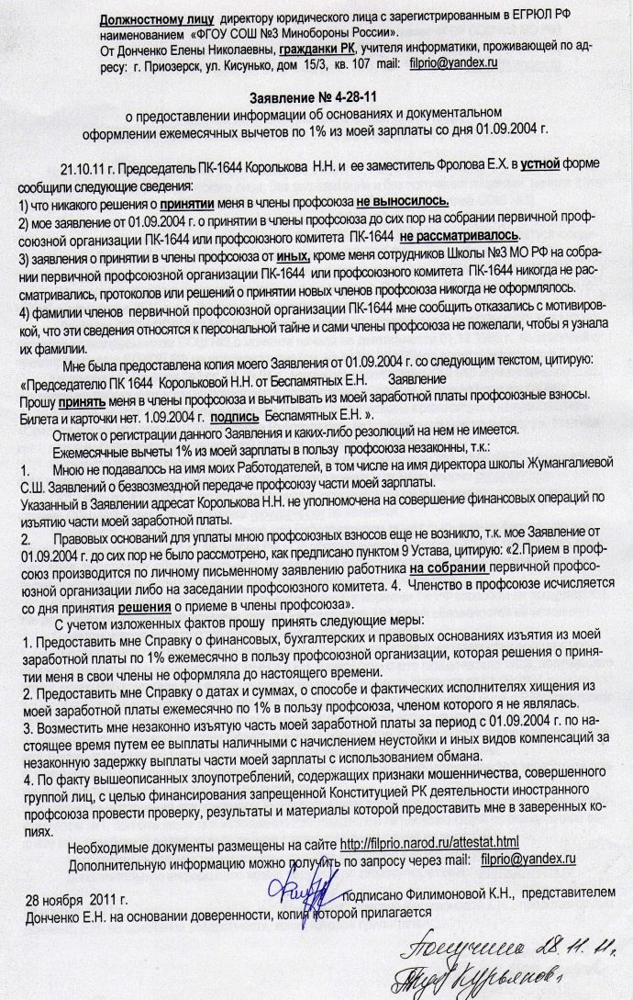 Должностному лицу директору юридического лица с зарегистрированным в ЕГРЮЛ РФ
наименованием «ФГОУ СОШ №3 Минобороны России».
От Донченко Елены Николаевны, гражданки РК, учителя информатики, проживающей по ад-
ресу: г. Приозерск, ул. Кисунько, дом 15/3, кв. 107 mail: filprio@yandex.ru
Заявление № 4-28-11
о предоставлении информации об основаниях и документальном
оформлении ежемесячных вычетов по 1% из моей зарплаты со дня 01.09.2004 г.
21.10.11 г. Председатель ПК-1644 Королькова Н.Н. и ее заместитель Фролова Е.Х. в устной форме
сообщили следующие сведения:
1) что никакого решения о принятии меня в члены профсоюза не выносилось.
2) мое заявление от 01.09.2004 г. о принятии в члены профсоюза до сих пор на собрании первичной проф-
союзной организации ПК-1644 или профсоюзного комитета ПК-1644 не рассматривалось.
3) заявления о принятии в члены профсоюза от иных, кроме меня сотрудников Школы №3 МО РФ на собра-
нии первичной профсоюзной организации ПК-1644 или профсоюзного комитета ПК-1644 никогда не рас-
сматривались, протоколов или решений о принятии новых членов профсоюза никогда не оформлялось.
4) фамилии членов первичной профсоюзной организации ПК-1644 мне сообщить отказались с мотивиров-
кой, что эти сведения относятся к персональной тайне и сами члены профсоюза не пожелали, чтобы я узнала
их фамилии.
Мне была предоставлена копия моего Заявления от 01.09.2004 г. со следующим текстом, цитирую:
«Председателю ПК 1644 Корольковой Н.Н. от Беспамятных Е.Н. Заявление
Прошу принять меня в члены профсоюза и вычитывать из моей заработной платы профсоюзные взносы.
Билета и карточки нет. 1.09.2004 г. подпись Беспамятных Е.Н. ».
Отметок о регистрации данного Заявления и каких-либо резолюций на нем не имеется.
Ежемесячные вычеты 1% из моей зарплаты в пользу профсоюза незаконны, т.к.:
1. Мною не подавалось на имя моих Работодателей, в том числе на имя директора школы Жумангалиевой
С.Ш. Заявлений о безвозмездной передаче профсоюзу части моей зарплаты.
Указанный в Заявлении адресат Королькова Н.Н. не уполномочена на совершение финансовых операций по
изъятию части моей заработной платы.
2. Правовых оснований для уплаты мною профсоюзных взносов еще не возникло, т.к. мое Заявление от
01.09.2004 г. до сих пор не было рассмотрено, как предписано пунктом 9 Устава, цитирую: «2.Прием в проф-
союз производится по личному письменному заявлению работника на собрании первичной профсо-
юзной организации либо на заседании профсоюзного комитета. 4. Членство в профсоюзе исчисляется
со дня принятия решения о приеме в члены профсоюза».
С учетом изложенных фактов прошу принять следующие меры:
1. Предоставить мне Справку о финансовых, бухгалтерских и правовых основаниях изъятия из моей
заработной платы по 1% ежемесячно в пользу профсоюзной организации, которая решения о приня-
тии меня в свои члены не оформляла до настоящего времени.
2. Предоставить мне Справку о датах и суммах, о способе и фактических исполнителях хищения из
моей заработной платы ежемесячно по 1% в пользу профсоюза, членом которого я не являлась.
3. Возместить мне незаконно изъятую часть моей заработной платы за период с 01.09.2004 г. по на-
стоящее время путем ее выплаты наличными с начислением неустойки и иных видов компенсаций за
незаконную задержку выплаты части моей зарплаты с использованием обмана.
4. По факту вышеописанных злоупотреблений, содержащих признаки мошенничества, совершенного
группой лиц, с целью финансирования запрещенной Конституцией РК деятельности иностранного
профсоюза провести проверку, результаты и материалы которой предоставить мне в заверенных ко-
пиях.
Необходимые документы размещены на сайте http://filprio.narod.ru/attestat.html
Дополнительную информацию можно получить по запросу через mail: filprio@yandex.ru
28 ноября 2011 г. подписано Филимоновой К.Н., представителем
Донченко Е.Н. на основании доверенности, копия которой прилагается
Получила 28.11.11г.